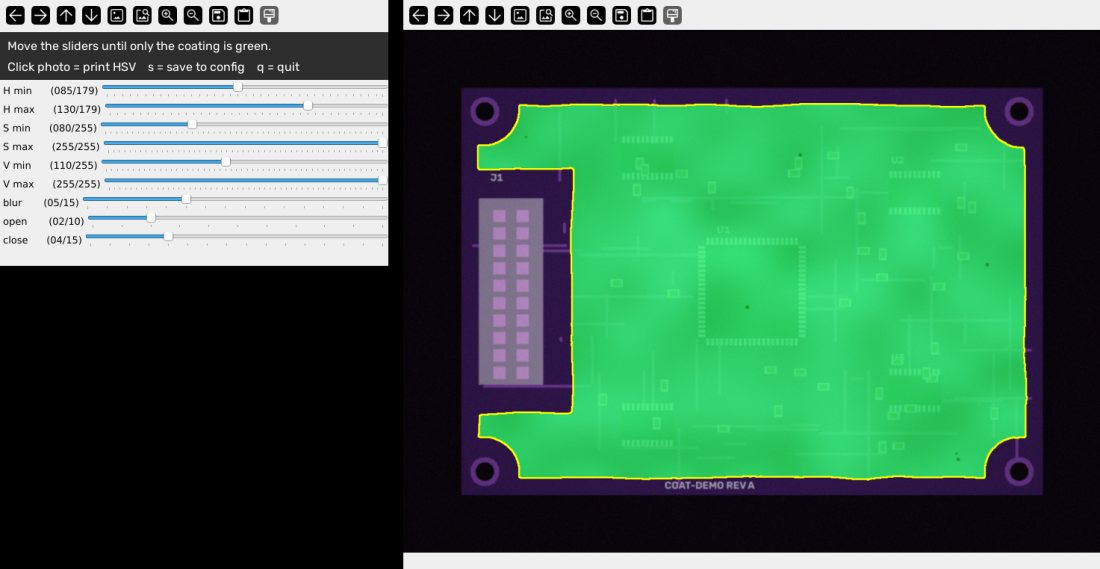 Move the sliders until only the coating is green.
Click photo = print HSV s = save to config q = quit
H min (085/179)
H max (130/179)
S min (080/255)
S max (255/255)
V min (110/255)
V max (255/255)
blur (05/15)
open (02/10)
close (04/15)
J1
U2
U1
U3
COAT-DEMO REV A